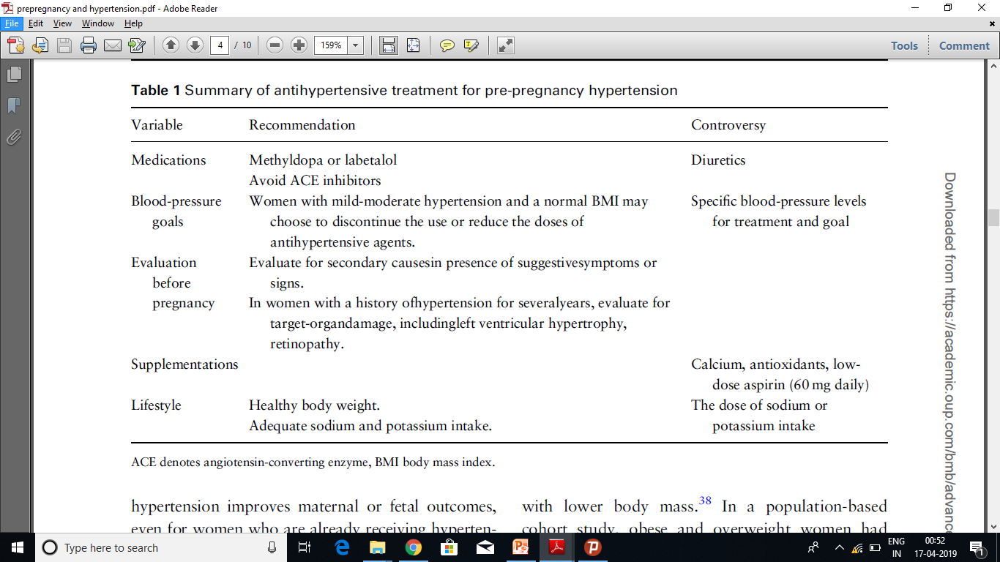 prepregnancy and hypertension.pdf - Adobe Reader
File Edit View Window Help
4 / 10 159% Tools Comment
Table 1 Summary of antihypertensive treatment for pre-pregnancy hypertension
Variable Recommendation Controversy
Medications Methyldopa or labetalol Diuretics
Avoid ACE inhibitors
Blood-pressure Women with mild-moderate hypertension and a normal BMI may Specific blood-pressure levels
goals choose to discontinue the use or reduce the doses of for treatment and goal
antihypertensive agents.
Evaluation Evaluate for secondary causesin presence of suggestivesymptoms or
before signs.
pregnancy In women with a history ofhypertension for severalyears, evaluate for
target-organdamage, includingleft ventricular hypertrophy,
retinopathy.
Supplementations Calcium, antioxidants, low-
dose aspirin (60 mg daily)
Lifestyle Healthy body weight. The dose of sodium or
Adequate sodium and potassium intake. potassium intake
ACE denotes angiotensin-converting enzyme, BMI body mass index.
hypertension improves maternal or fetal outcomes,
even for women who are already receiving hyperten-
with lower body mass.38 In a population-based
cohort study, obese and overweight women had
Downloaded from https://academic.oup.com/bmb/advanc
Type here to search
ENG 00:52
IN 17-04-2019
1